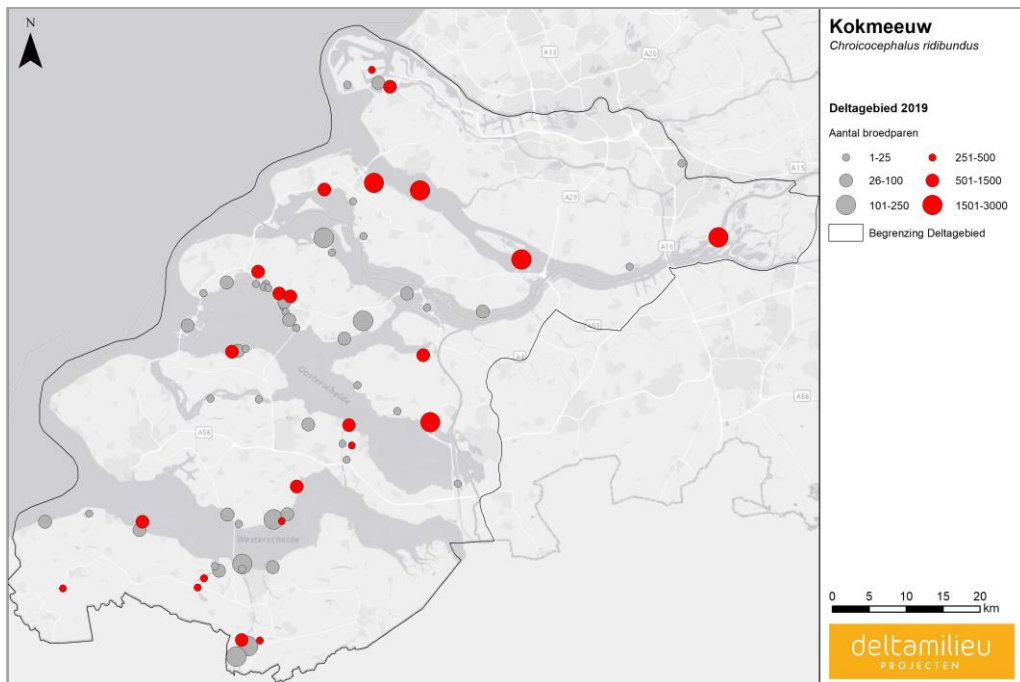 N
Kokmeeuw
Chroicocephalus ridibundus
Deltagebied 2019
Aantal broedparen
1-25 251-500
26-100 501-1500
101-250 1501-3000
Begrenzing Deltagebied
A13
A20
A15
A29
A16
Oosterschelde
A58
A58
Westerschelde
0 5 10 15 20
km
deltamilieu
PROJECTEN